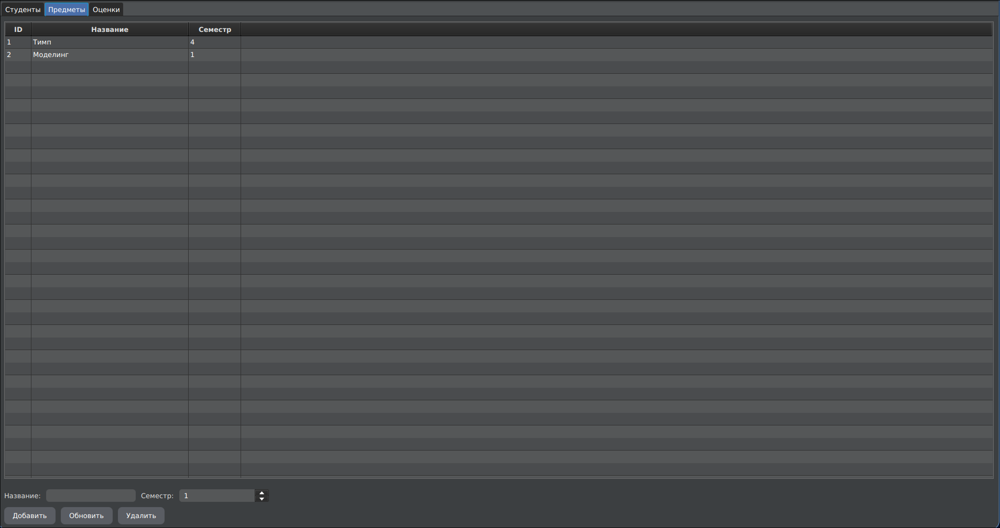 Студенты Предметы Оценки
ID Название Семестр
1 Тимп 4
2 Моделинг 1
Название: Семестр: 1
Добавить Обновить Удалить